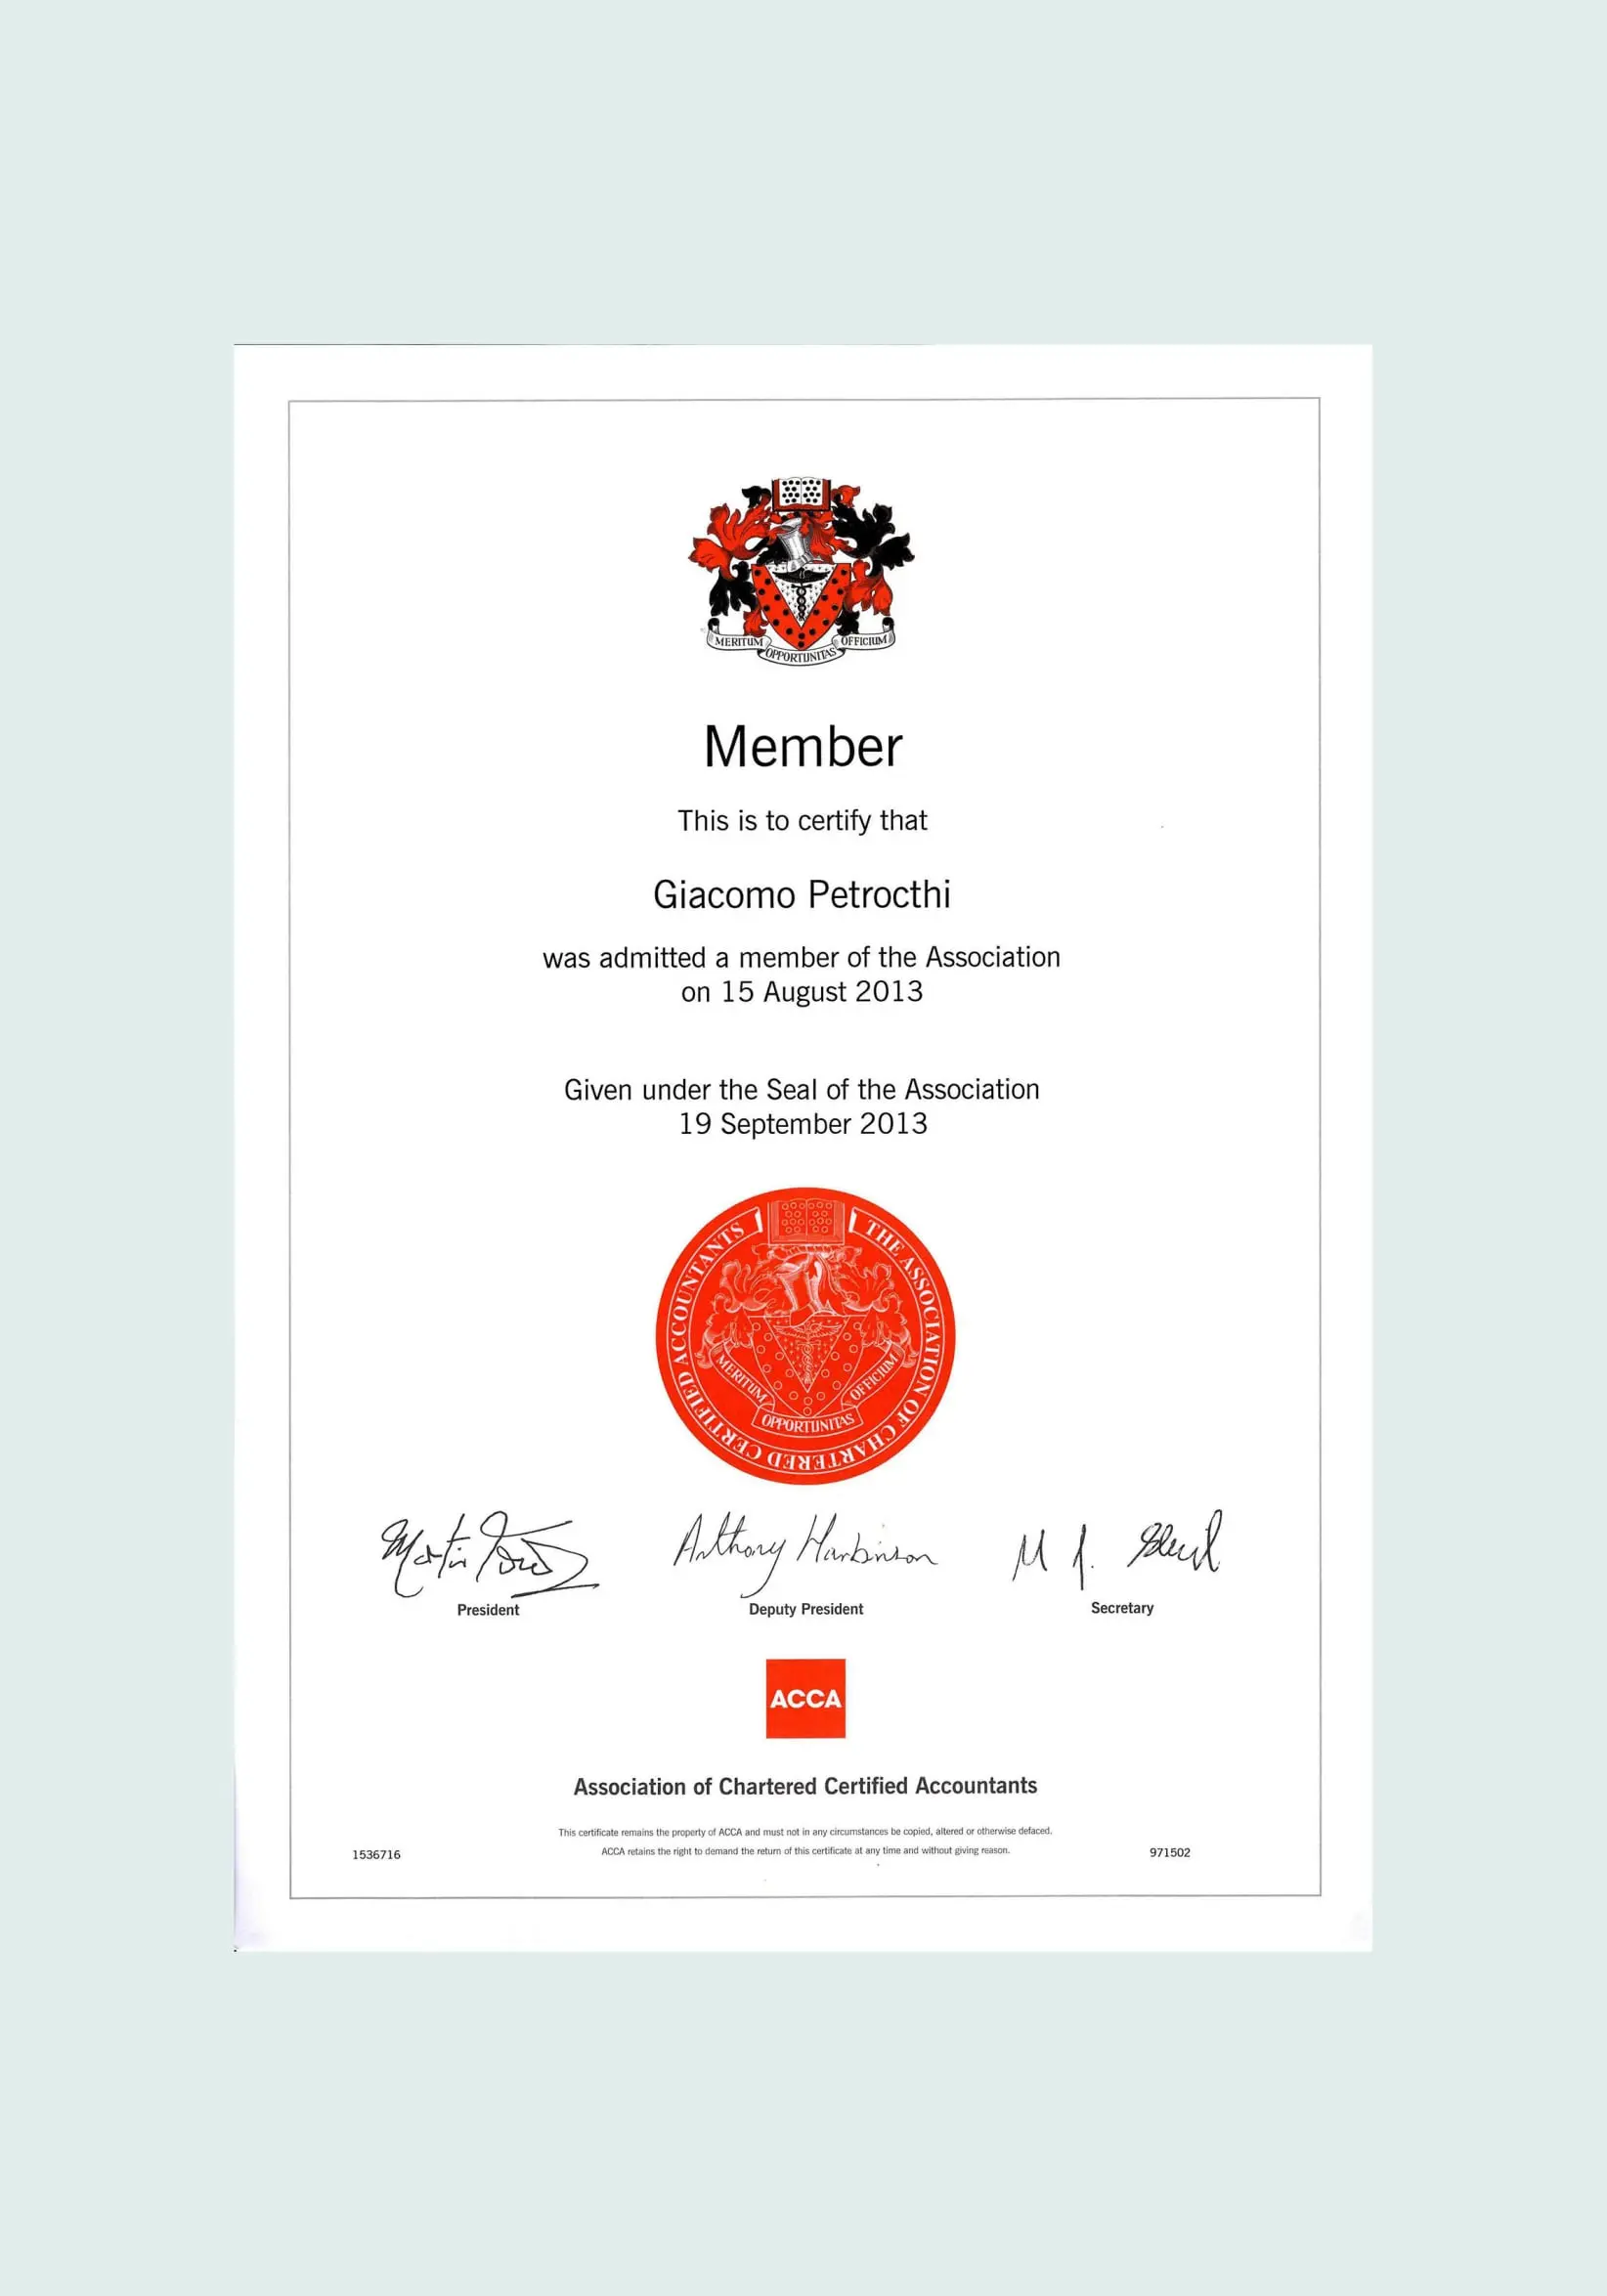 MERITUM OPPORTUNITAS OFFICIUM
Member
This is to certify that
Giacomo Petrocthi
was admitted a member of the Association
on 15 August 2013
Given under the Seal of the Association
19 September 2013
THE ASSOCIATION OF CHARTERED CERTIFIED ACCOUNTANTS
MERITUM OPPORTUNITAS OFFICIUM
Anthony Harbinson
President
Deputy President
Secretary
ACCA
Association of Chartered Certified Accountants
This certificate remains the property of ACCA and must not in any circumstances be copied, altered or otherwise defaced.
ACCA retains the right to demand the return of this certificate at any time and without giving reason.
1536716
971502